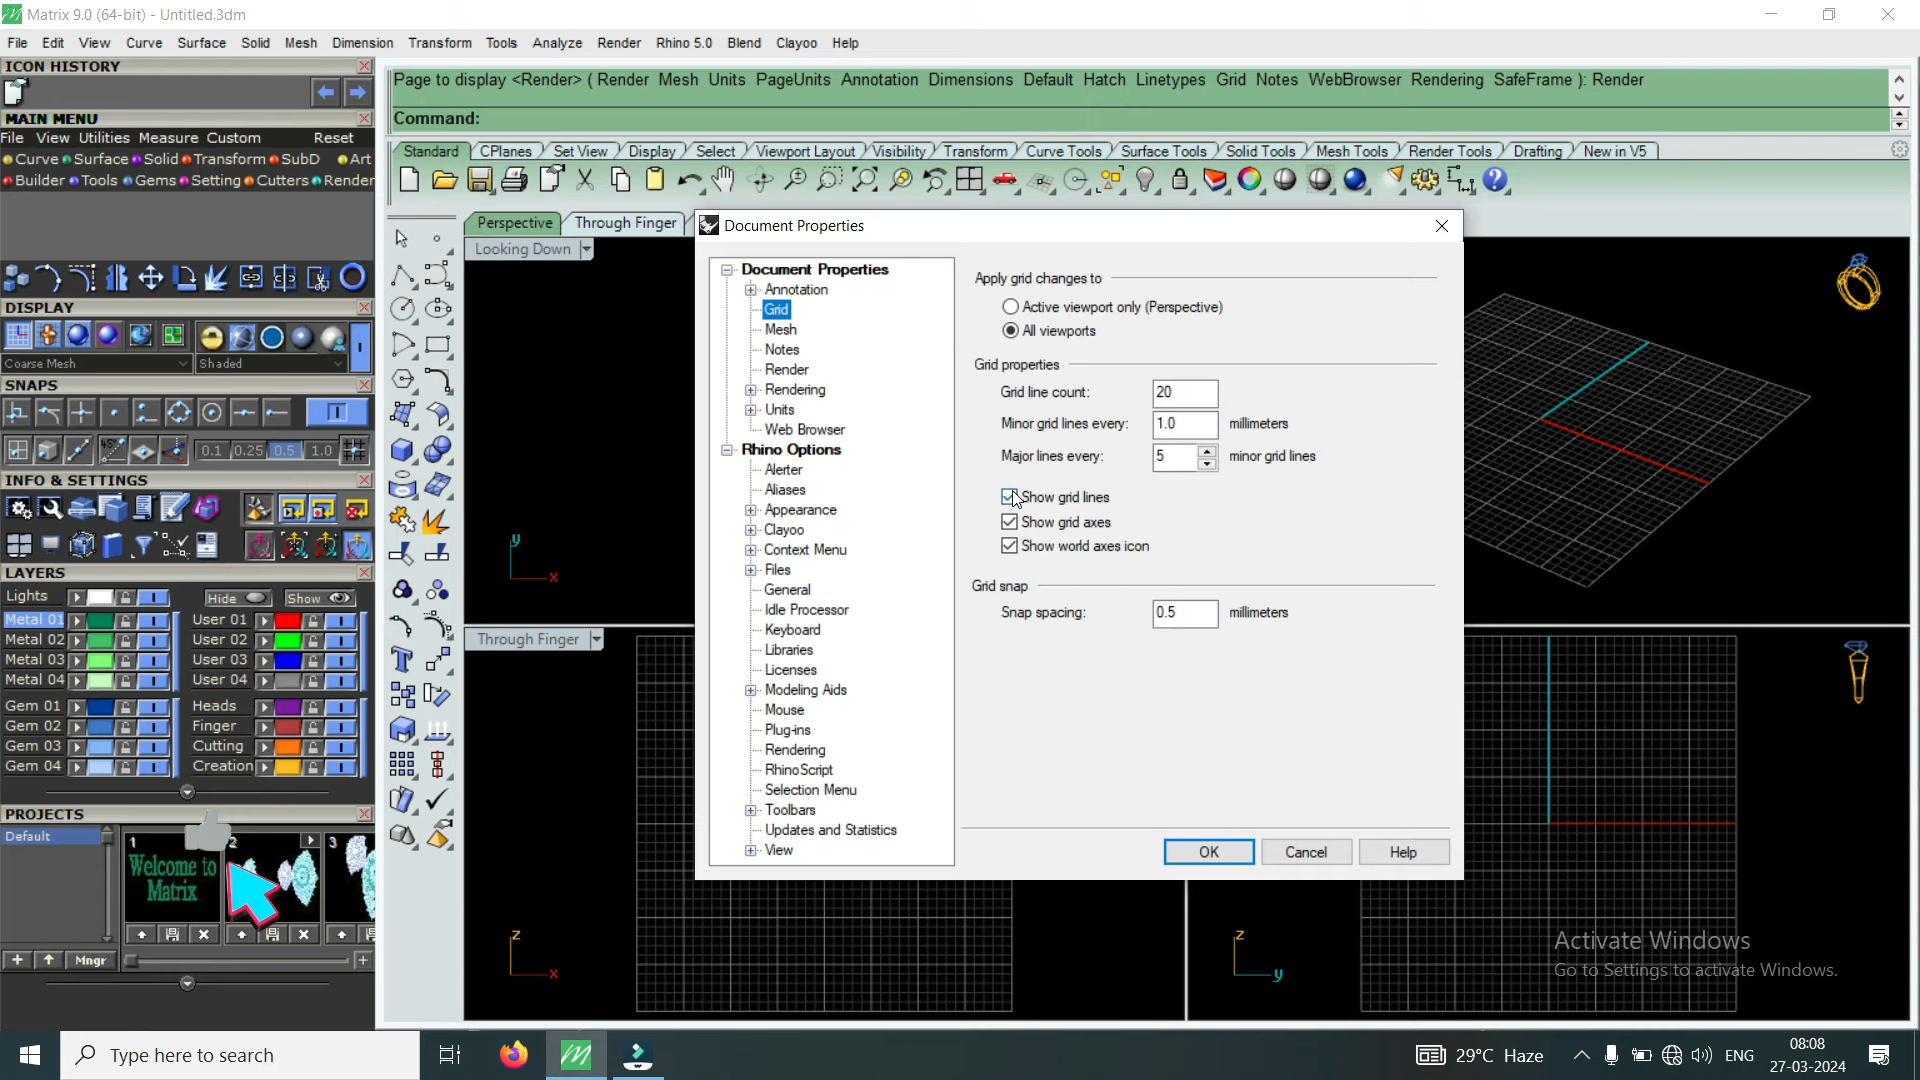 Matrix 9.0 (64-bit) - Untitled.3dm
File Edit View Curve Surface Solid Mesh Dimension Transform Tools Analyze Render Rhino 5.0 Blend Clayoo Help
ICON HISTORY
MAIN MENU
File View Utilities Measure Custom Reset
Curve Surface Solid Transform SubD Art
Builder Tools Gems Setting Cutters Render
DISPLAY
Coarse Mesh Shaded
SNAPS
0.1 0.25 0.5 1.0
INFO & SETTINGS
LAYERS
Lights Hide Show
Metal 01 User 01
Metal 02 User 02
Metal 03 User 03
Metal 04 User 04
Gem 01 Heads
Gem 02 Finger
Gem 03 Cutting
Gem 04 Creation
PROJECTS
Default
1 2 3
Welcome to
Matrix
Mngr
Page to display <Render> ( Render Mesh Units PageUnits Annotation Dimensions Default Hatch Linetypes Grid Notes WebBrowser Rendering SafeFrame ): Render
Command:
Standard CPlanes Set View Display Select Viewport Layout Visibility Transform Curve Tools Surface Tools Solid Tools Mesh Tools Render Tools Drafting New in V5
Perspective Through Finger
Looking Down
y
x
Through Finger
z
x
z
y
Document Properties
Document Properties
Annotation
Grid
Mesh
Notes
Render
Rendering
Units
Web Browser
Rhino Options
Alerter
Aliases
Appearance
Clayoo
Context Menu
Files
General
Idle Processor
Keyboard
Libraries
Licenses
Modeling Aids
Mouse
Plug-ins
Rendering
RhinoScript
Selection Menu
Toolbars
Updates and Statistics
View
Apply grid changes to
Active viewport only (Perspective)
All viewports
Grid properties
Grid line count: 20
Minor grid lines every: 1.0 millimeters
Major lines every: 5 minor grid lines
Show grid lines
Show grid axes
Show world axes icon
Grid snap
Snap spacing: 0.5 millimeters
OK Cancel Help
Activate Windows
Go to Settings to activate Windows.
Type here to search
29°C Haze
ENG
08:08
27-03-2024